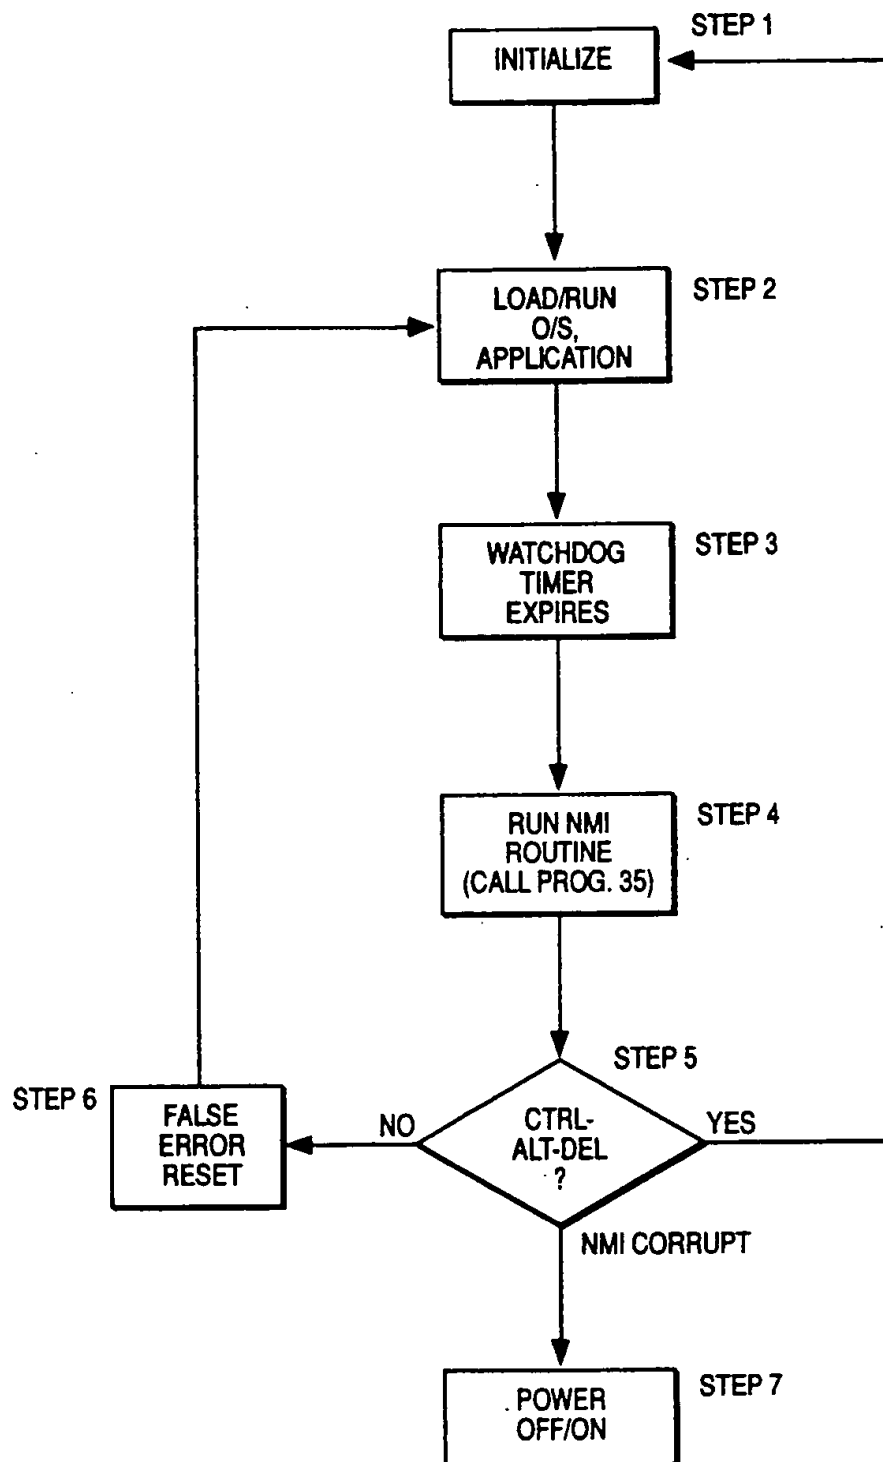 STEP 1
INITIALIZE
STEP 2
LOAD/RUN
O/S,
APPLICATION
STEP 3
WATCHDOG
TIMER
EXPIRES
STEP 4
RUN NMI
ROUTINE
(CALL PROG. 35)
STEP 5
CTRL-
ALT-DEL
?
NO
YES
STEP 6
FALSE
ERROR
RESET
NMI CORRUPT
STEP 7
POWER
OFF/ON